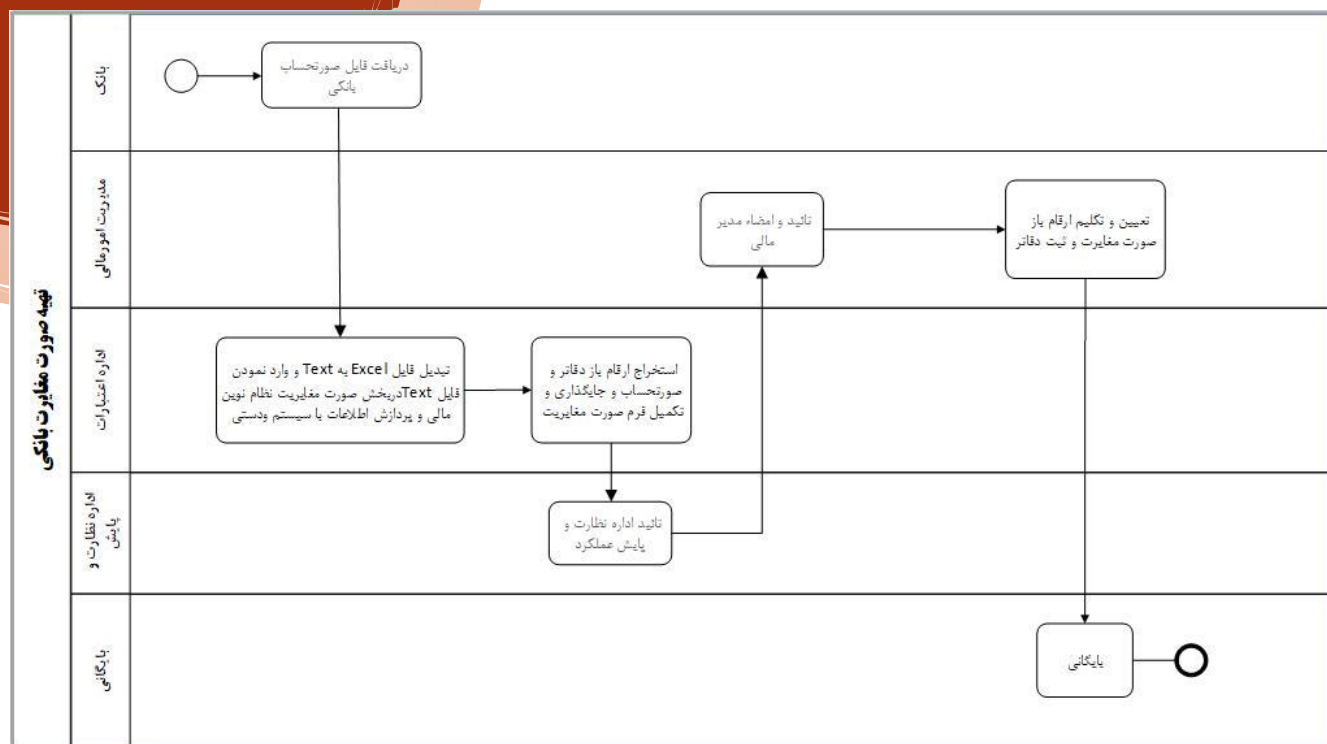 تهیه صورت مغایرت بانکی
بانک
دریافت فایل صورتحساب
بانکی
مدیریت امورمالی
تائید و امضاء مدیر
مالی
تعیین و تکلیم ارقام باز
صورت مغایرت و ثبت دفاتر
اداره اعتبارات
تبدیل فایل Excel به Text و وارد نمودن
فایل Textدربخش صورت مغایریت نظام نوین
مالی و پردازش اطلاعات با سیستم ودستی
استخراج ارقام باز دفاتر و
صورتحساب و جایگذاری و
تکمیل فرم صورت مغایریت
اداره نظارت و
پایش
تائید اداره نظارت و
پایش عملکرد
بایگانی
بایگانی